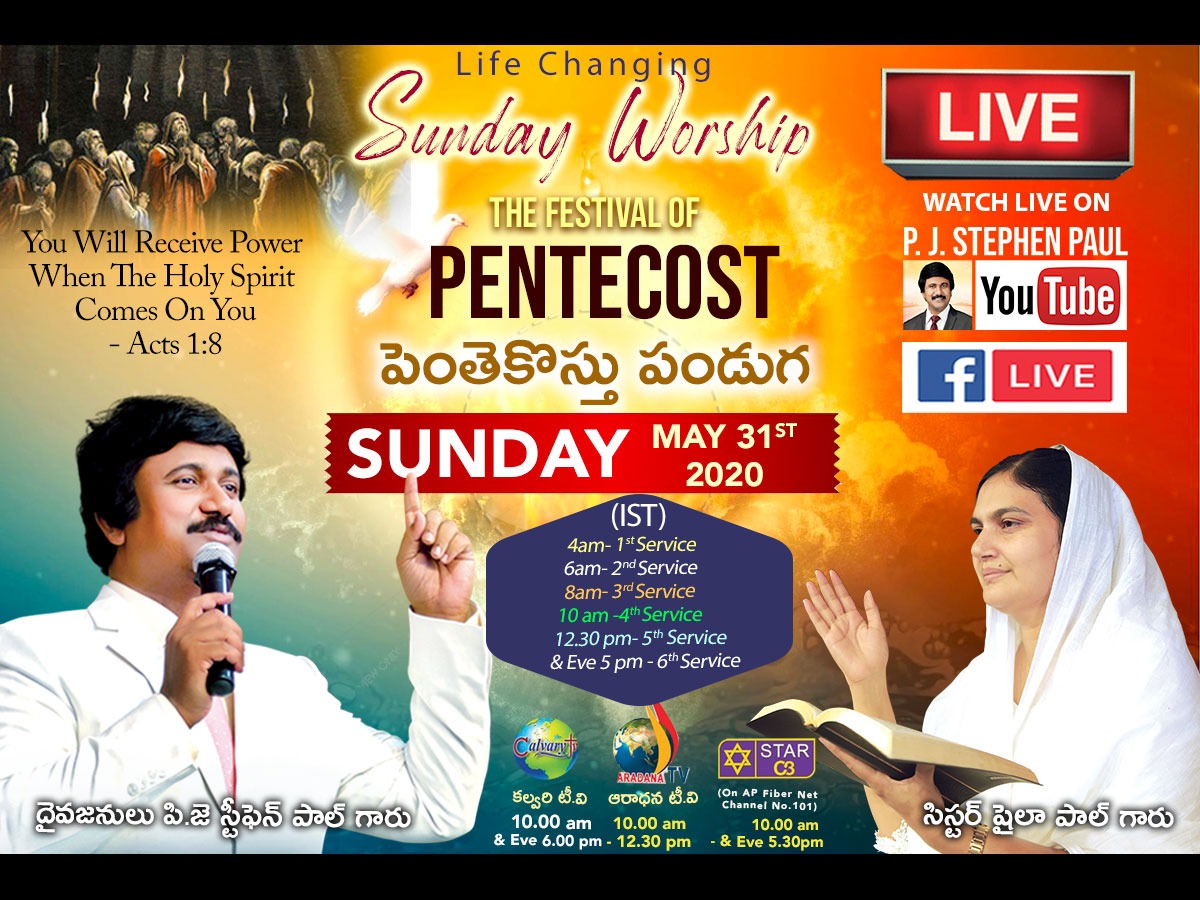 Life Changing
Sunday Worship
THE FESTIVAL OF
PENTECOST
పెంతెకొస్తు పండుగ
SUNDAY MAY 31ST
2020
You Will Receive Power
When The Holy Spirit
Comes On You
- Acts 1:8
LIVE
WATCH LIVE ON
P. J. STEPHEN PAUL
YouTube
f LIVE
(IST)
4am- 1st Service
6am- 2nd Service
8am- 3rd Service
10 am -4th Service
12.30 pm- 5th Service
& Eve 5 pm - 6th Service
Calvary tv
కల్వరి టీ.వి
10.00 am
& Eve 6.00 pm
ARADANA TV
ఆరాధన టీ.వి
10.00 am
- 12.30 pm
STAR
C3
(On AP Fiber Net
Channel No.101)
10.00 am
- & Eve 5.30pm
దైవజనులు పి.జె స్టీఫెన్ పాల్ గారు
సిస్టర్ షైలా పాల్ గారు